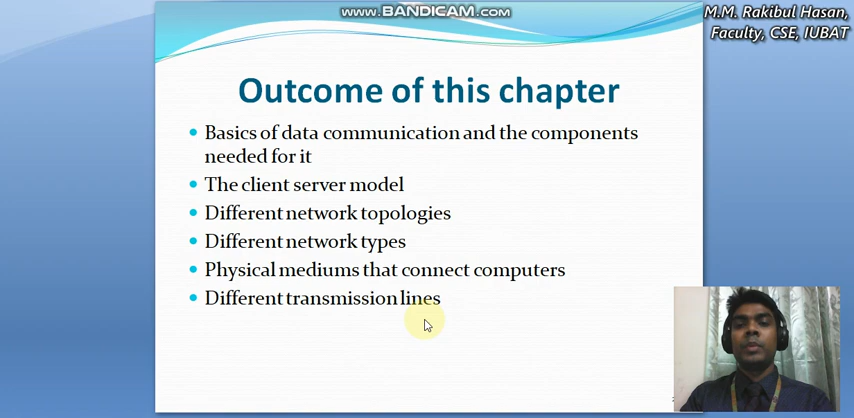 www.BANDICAM.com
M.M. Rakibul Hasan,
Faculty, CSE, IUBAT
Outcome of this chapter
Basics of data communication and the components
needed for it
The client server model
Different network topologies
Different network types
Physical mediums that connect computers
Different transmission lines